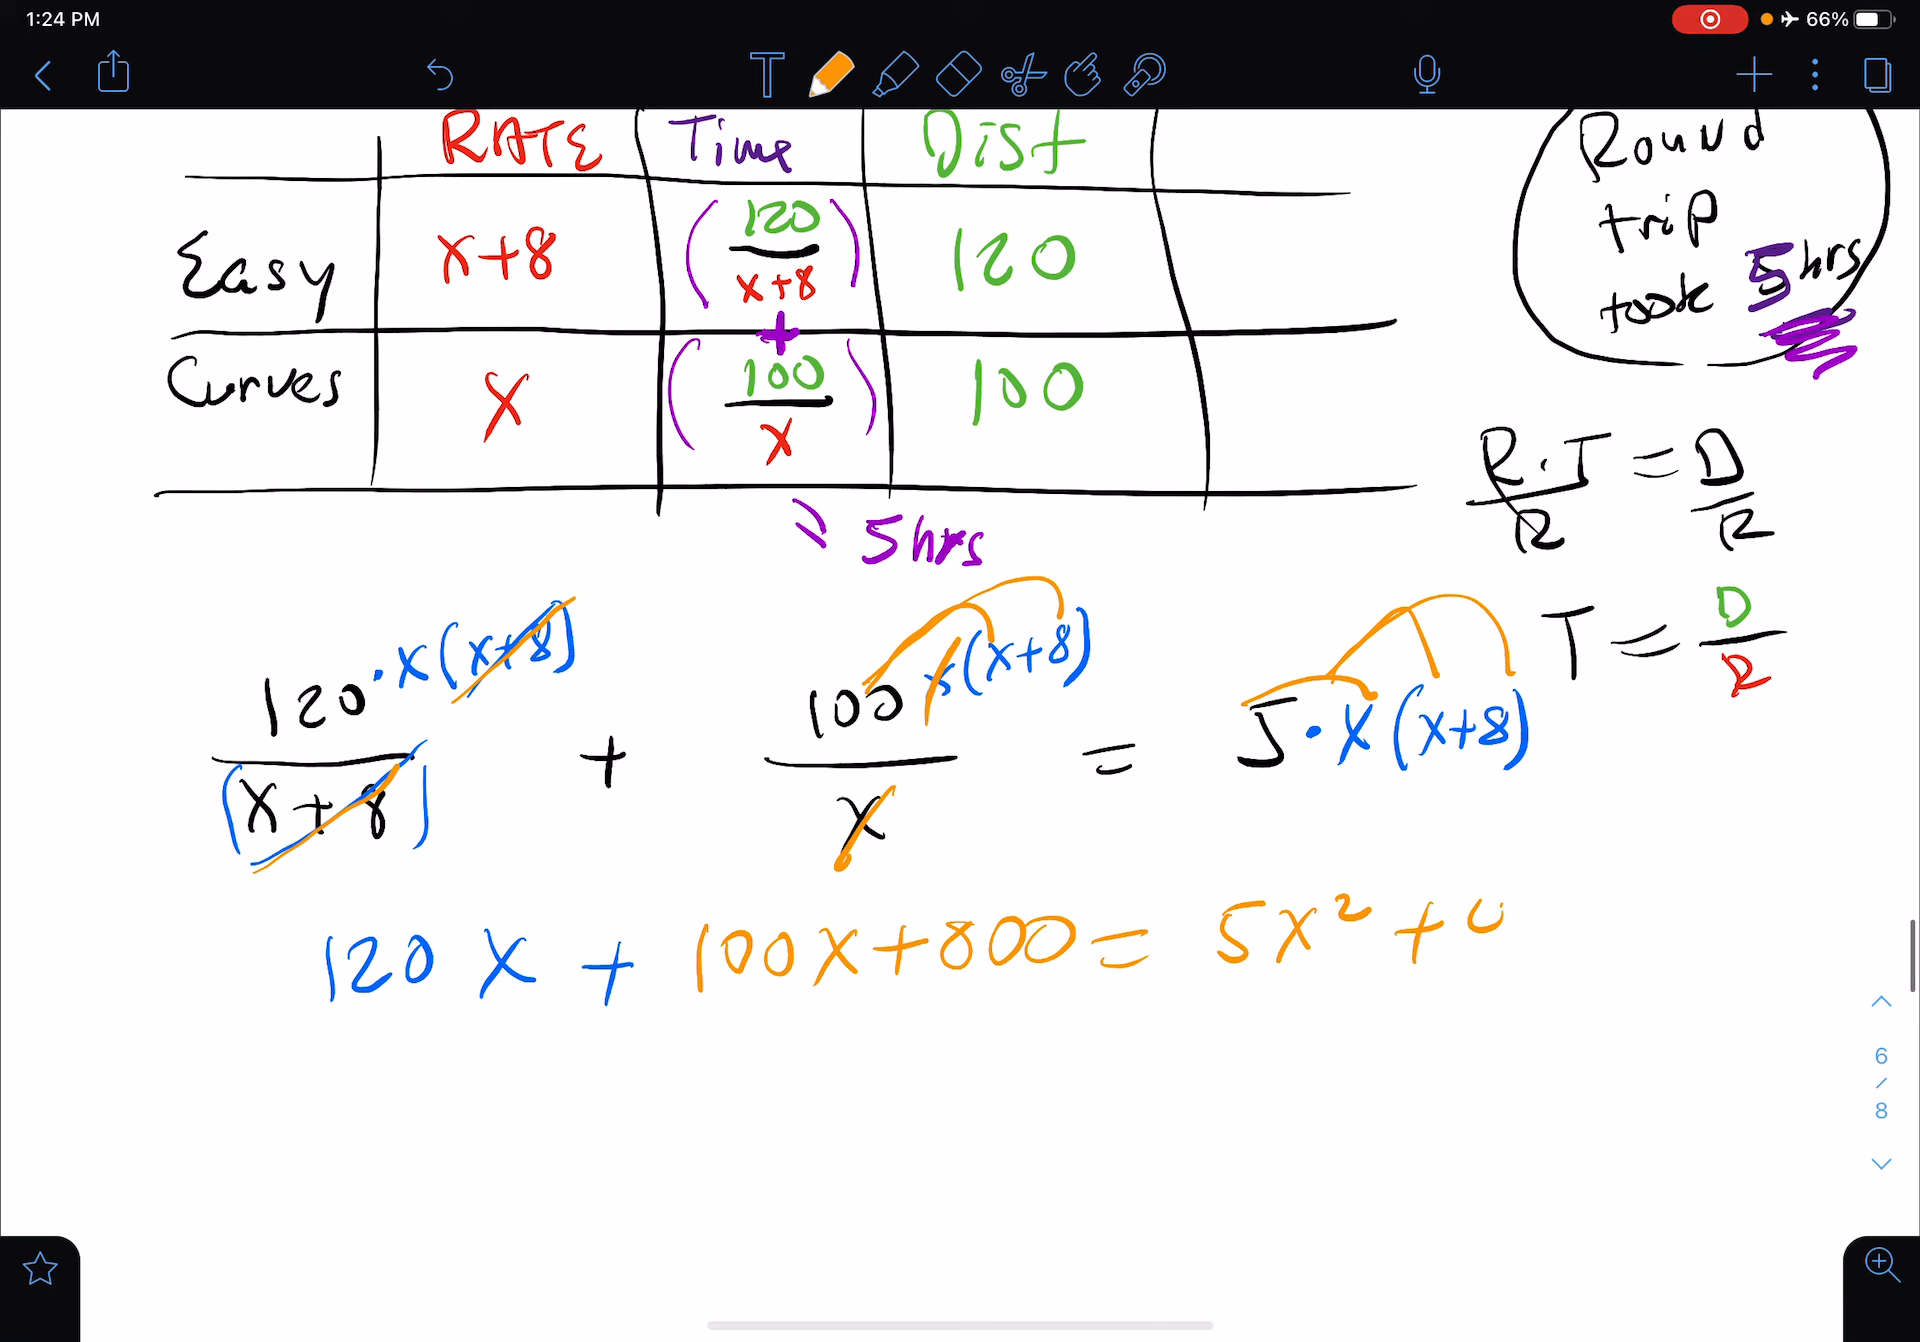 1:24 PM
66%
T
RATE Time Dist
Easy x+8 (120/x+8) 120
+
Curves x (100/x) 100
= 5hrs
Round
trip
took 5hrs
R·T/R = D/R
T = D/R
120·x(x+8)/(x+8) + 100x(x+8)/x = 5·x(x+8)
120x + 100x+800 = 5x² +
6
/
8